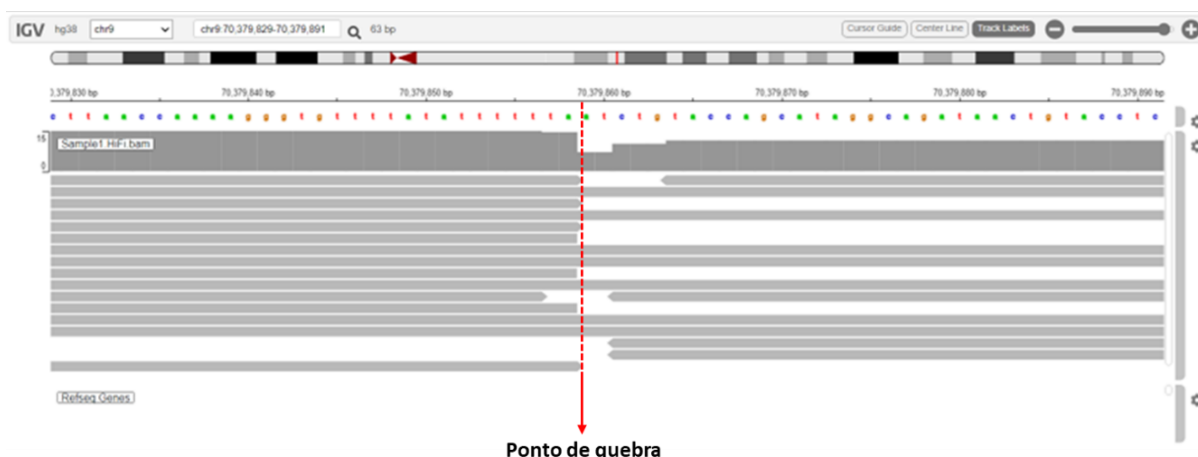 IGV hg38 chr9 chr9:70,379,829-70,379,891 63 bp Cursor Guide Center Line Track Labels
),379,830 bp 70,379,840 bp 70,379,850 bp 70,379,860 bp 70,379,870 bp 70,379,880 bp 70,379,890 bp
15
Sample1 HiFi.bam
0
Refseq Genes
Ponto de quebra